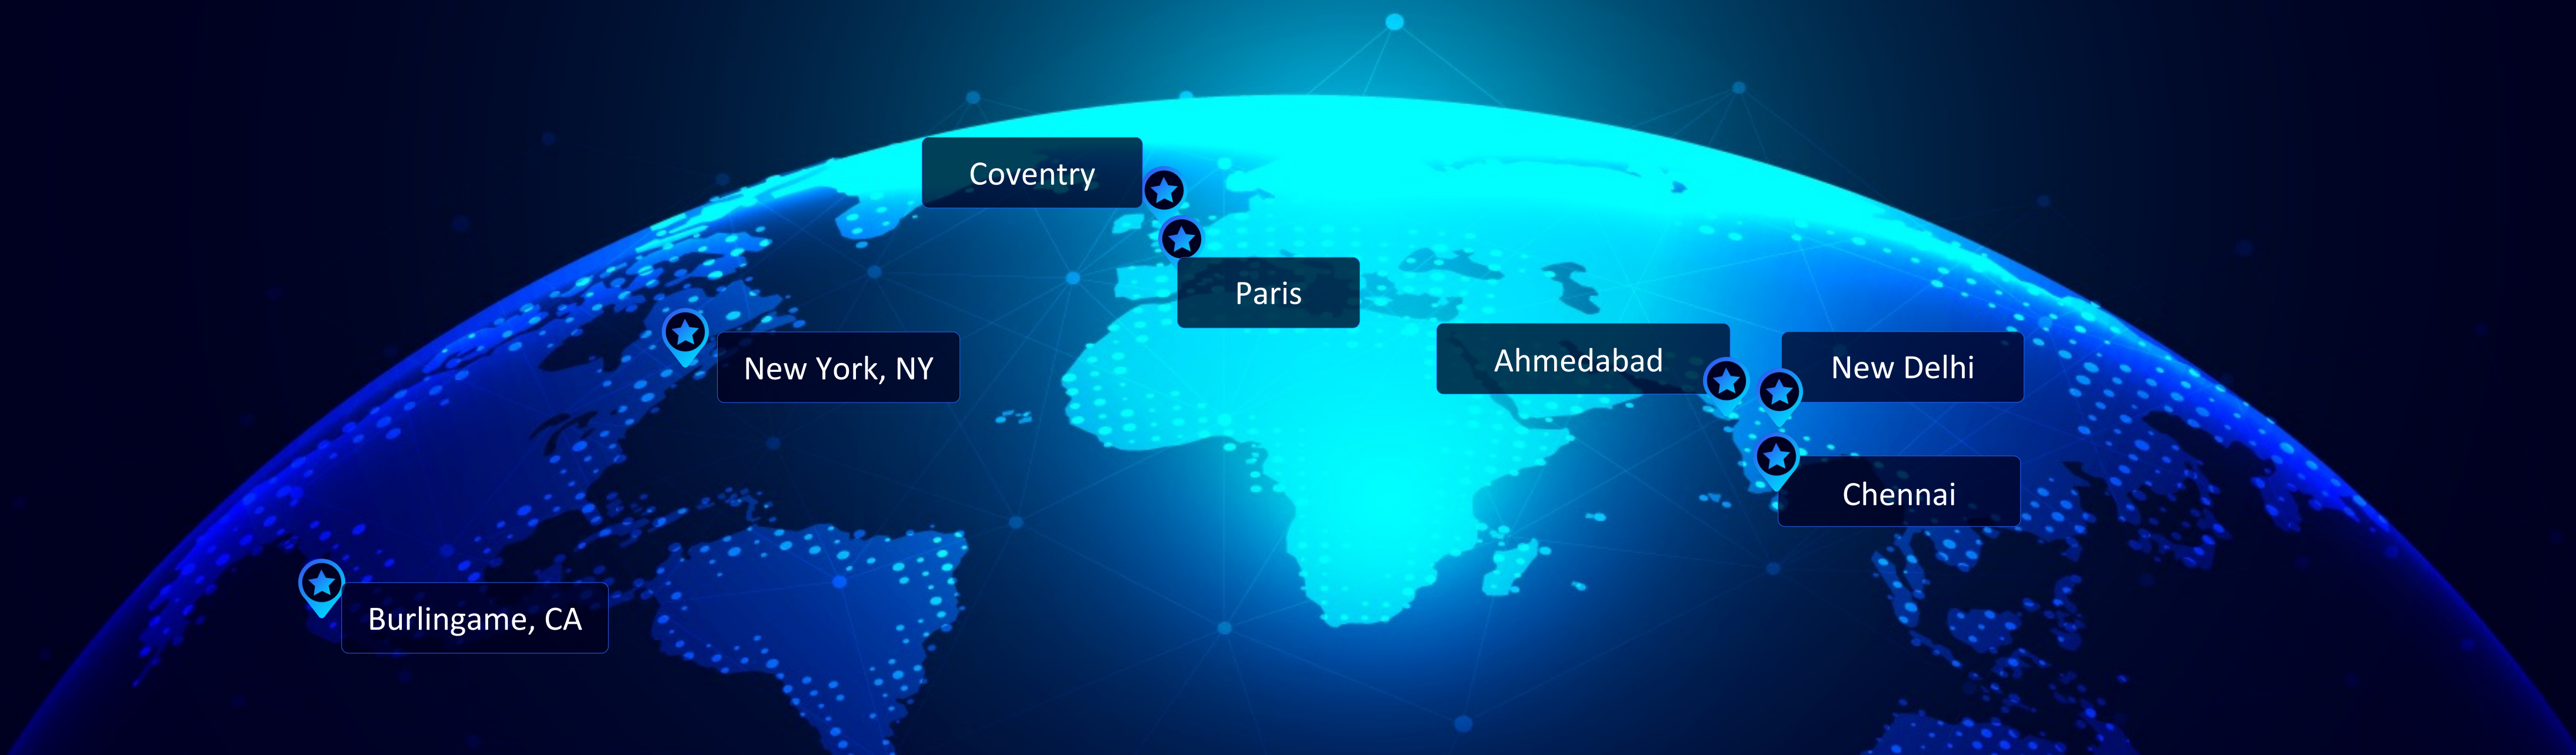 Coventry
Paris
New York, NY
Ahmedabad
New Delhi
Chennai
Burlingame, CA